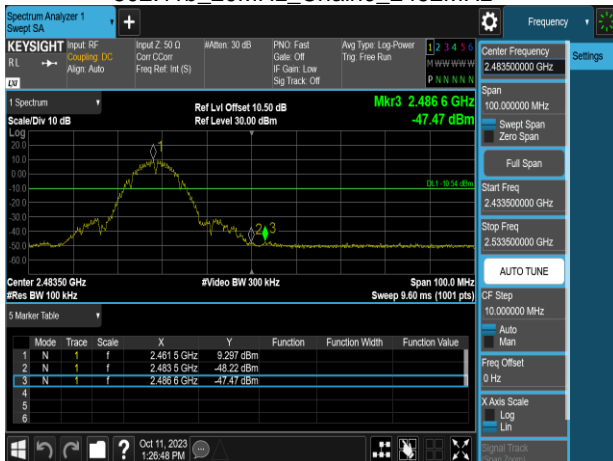 Spectrum Analyzer 1
Swept SA
Frequency
KEYSIGHT
RL
LXI
Input: RF
Coupling: DC
Align: Auto
Input Z: 50 Ω
Corr CCorr
Freq Ref: Int (S)
#Atten: 30 dB
PNO: Fast
Gate: Off
IF Gain: Low
Sig Track: Off
Avg Type: Log-Power
Trig: Free Run
1 2 3 4 5 6
M W W W W W
P N N N N N
Center Frequency
2.483500000 GHz
Settings
Span
100.000000 MHz
Swept Span
Zero Span
Full Span
Start Freq
2.433500000 GHz
Stop Freq
2.533500000 GHz
AUTO TUNE
CF Step
10.000000 MHz
Auto
Man
Freq Offset
0 Hz
X Axis Scale
Log
Lin
Signal Track
(Span Zoom)
1 Spectrum
Scale/Div 10 dB
Ref Lvl Offset 10.50 dB
Ref Level 30.00 dBm
Mkr3 2.486 6 GHz
-47.47 dBm
Log
20.0
10.0
0.00
-10.0
-20.0
-30.0
-40.0
-50.0
-60.0
1
2
3
DL1 -10.54 dBm
Center 2.48350 GHz
#Video BW 300 kHz
Span 100.0 MHz
#Res BW 100 kHz
Sweep 9.60 ms (1001 pts)
5 Marker Table
Mode Trace Scale X Y Function Function Width Function Value
1 N 1 f 2.461 5 GHz 9.297 dBm
2 N 1 f 2.483 5 GHz -48.22 dBm
3 N 1 f 2.486 6 GHz -47.47 dBm
4
5
6
?
Oct 11, 2023
1:26:48 PM